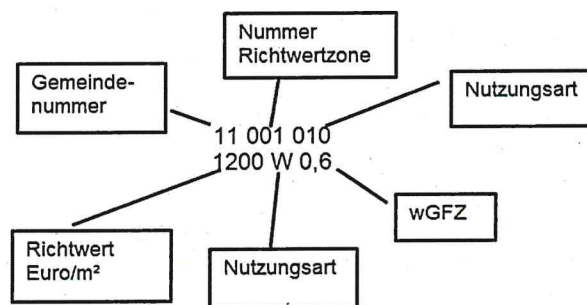 Nummer
Richtwertzone
Gemeinde-
nummer
Nutzungsart
11 001 010
1200 W 0,6
wGFZ
Richtwert
Euro/m²
Nutzungsart